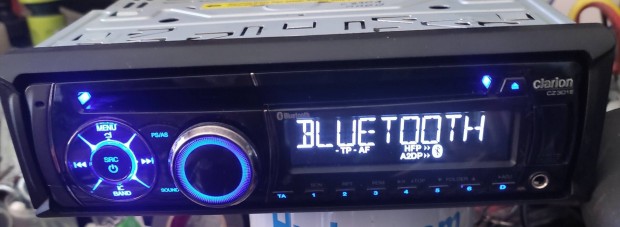 clarion
CZ301E
Bluetooth
MENU
PS/AS
SRC
BAND
SOUND
BLUETOOTH
- TP - AF
HFP >>
A2DP>>
TA 1 2 3 4 5 6 D